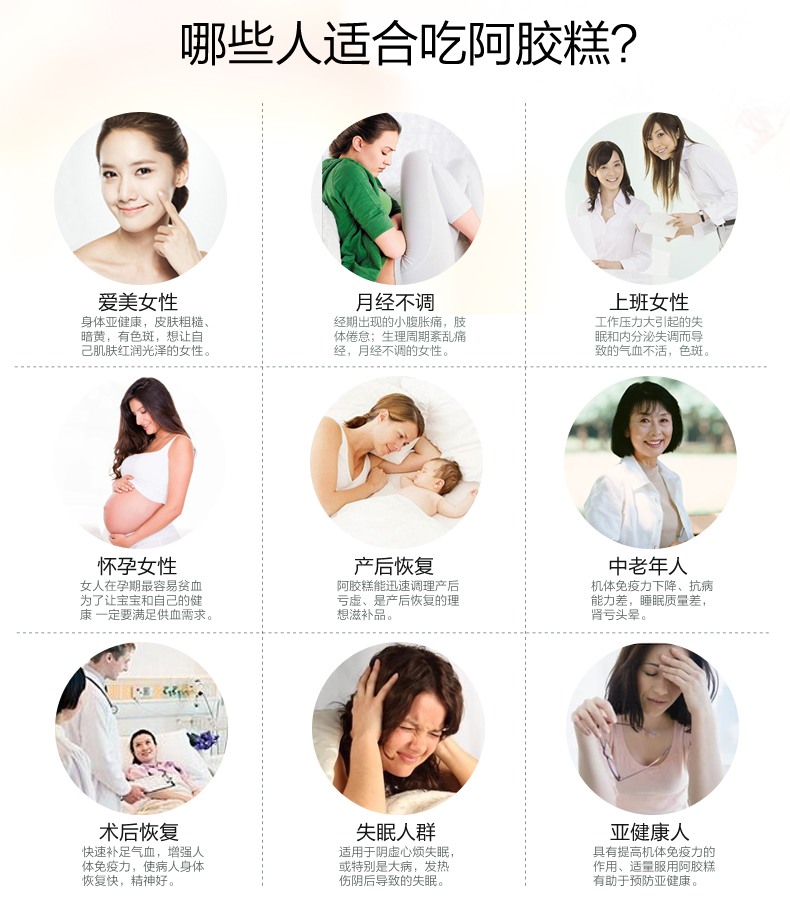 哪些人适合吃阿胶糕?
爱美女性
身体亚健康，皮肤粗糙、
暗黄，有色斑，想让自
己肌肤红润光泽的女性。
月经不调
经期出现的小腹胀痛，肢
体倦怠；生理周期紊乱痛
经，月经不调的女性。
上班女性
工作压力大引起的失
眠和内分泌失调而导
致的气血不活，色斑。
怀孕女性
女人在孕期最容易贫血
为了让宝宝和自己的健
康 一定要满足供血需求。
产后恢复
阿胶糕能迅速调理产后
亏虚、是产后恢复的理
想滋补品。
中老年人
机体免疫力下降、抗病
能力差，睡眠质量差，
肾亏头晕。
术后恢复
快速补足气血，增强人
体免疫力，使病人身体
恢复快，精神好。
失眠人群
适用于阴虚心烦失眠，
或特别是大病，发热
伤阴后导致的失眠。
亚健康人
具有提高机体免疫力的
作用、适量服用阿胶糕
有助于预防亚健康。